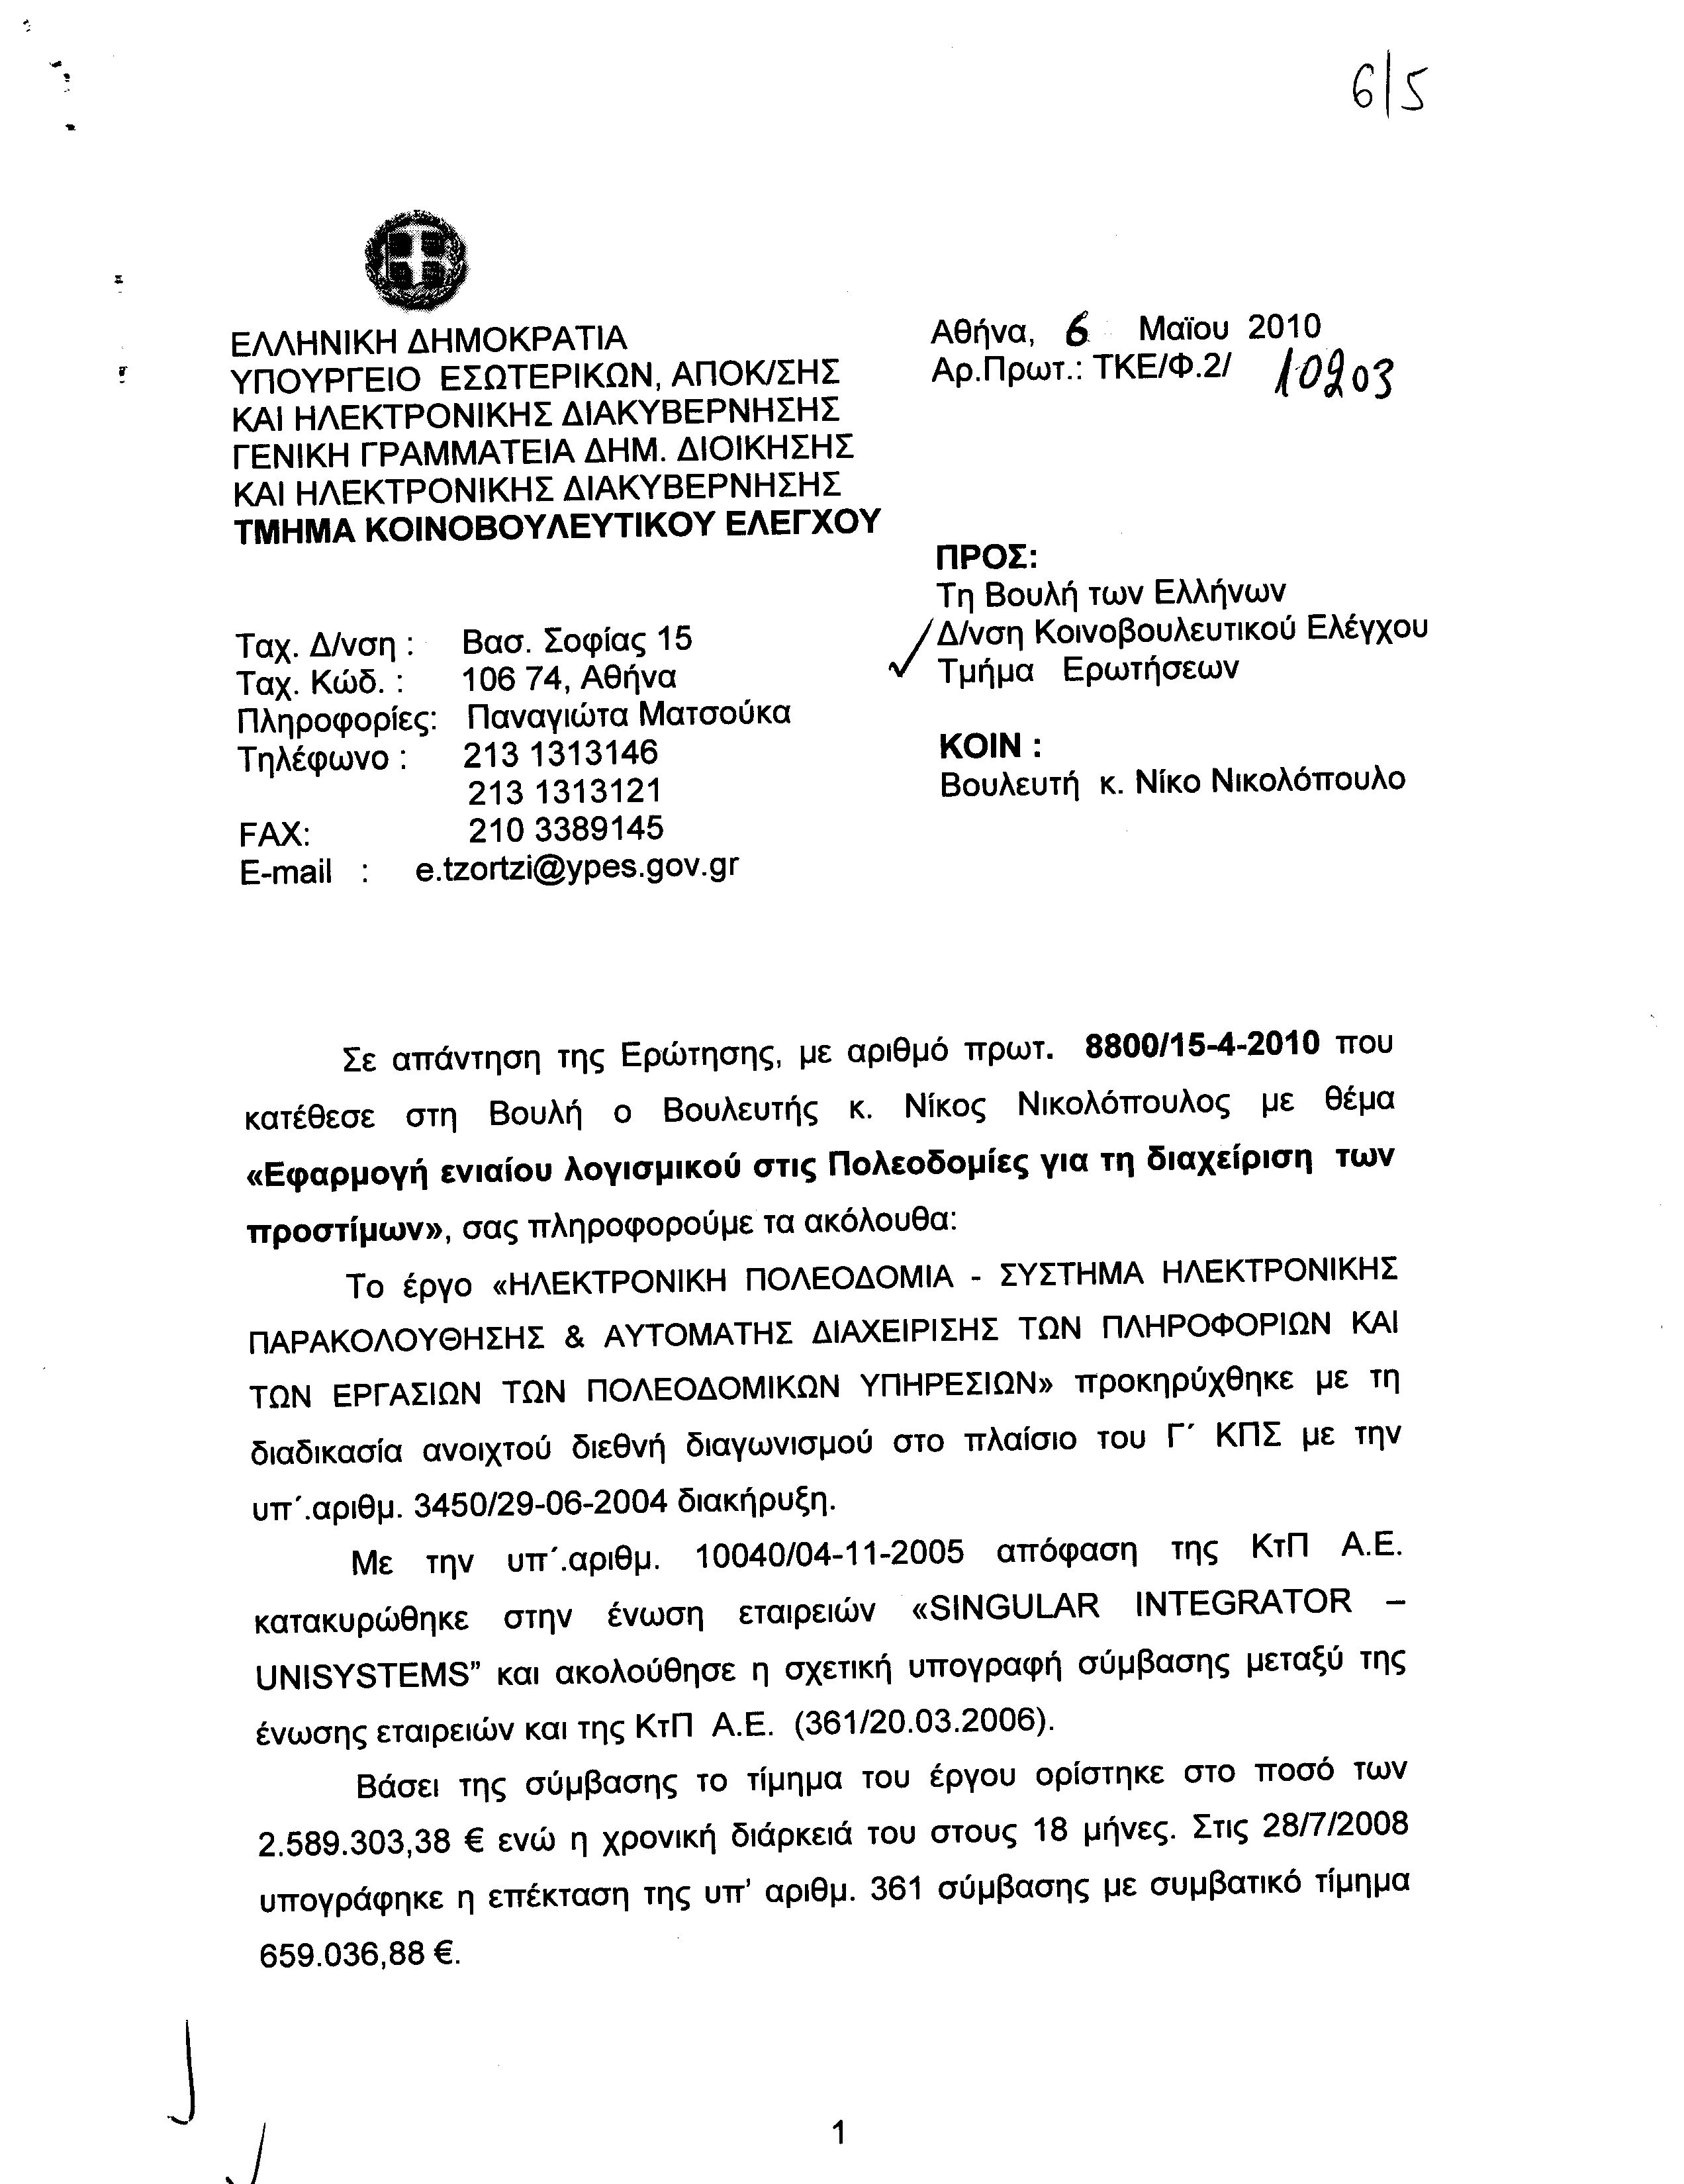 6/5
ΕΛΛΗΝΙΚΗ ΔΗΜΟΚΡΑΤΙΑ
ΥΠΟΥΡΓΕΙΟ ΕΣΩΤΕΡΙΚΩΝ, ΑΠΟΚ/ΣΗΣ
ΚΑΙ ΗΛΕΚΤΡΟΝΙΚΗΣ ΔΙΑΚΥΒΕΡΝΗΣΗΣ
ΓΕΝΙΚΗ ΓΡΑΜΜΑΤΕΙΑ ΔΗΜ. ΔΙΟΙΚΗΣΗΣ
ΚΑΙ ΗΛΕΚΤΡΟΝΙΚΗΣ ΔΙΑΚΥΒΕΡΝΗΣΗΣ
ΤΜΗΜΑ ΚΟΙΝΟΒΟΥΛΕΥΤΙΚΟΥ ΕΛΕΓΧΟΥ
Αθήνα, 6 Μαϊου 2010
Αρ.Πρωτ.: ΤΚΕ/Φ.2/
Ταχ. Δ/νση : Βασ. Σοφίας 15
Ταχ. Κώδ. : 106 74, Αθήνα
Πληροφορίες: Παναγιώτα Ματσούκα
Τηλέφωνο : 213 1313146
213 1313121
FAX: 210 3389145
E-mail : e.tzortzi@ypes.gov.gr
ΠΡΟΣ:
Τη Βουλή των Ελλήνων
Δ/νση Κοινοβουλευτικού Ελέγχου
Τμήμα Ερωτήσεων
ΚΟΙΝ :
Βουλευτή κ. Νίκο Νικολόπουλο
Σε απάντηση της Ερώτησης, με αριθμό πρωτ. 8800/15-4-2010 που
κατέθεσε στη Βουλή ο Βουλευτής κ. Νίκος Νικολόπουλος με θέμα
«Εφαρμογή ενιαίου λογισμικού στις Πολεοδομίες για τη διαχείριση των
προστίμων», σας πληροφορούμε τα ακόλουθα:
Το έργο «ΗΛΕΚΤΡΟΝΙΚΗ ΠΟΛΕΟΔΟΜΙΑ - ΣΥΣΤΗΜΑ ΗΛΕΚΤΡΟΝΙΚΗΣ
ΠΑΡΑΚΟΛΟΥΘΗΣΗΣ & ΑΥΤΟΜΑΤΗΣ ΔΙΑΧΕΙΡΙΣΗΣ ΤΩΝ ΠΛΗΡΟΦΟΡΙΩΝ ΚΑΙ
ΤΩΝ ΕΡΓΑΣΙΩΝ ΤΩΝ ΠΟΛΕΟΔΟΜΙΚΩΝ ΥΠΗΡΕΣΙΩΝ» προκηρύχθηκε με τη
διαδικασία ανοιχτού διεθνή διαγωνισμού στο πλαίσιο του Γ΄ ΚΠΣ με την
υπ΄.αριθμ. 3450/29-06-2004 διακήρυξη.
Με την υπ΄.αριθμ. 10040/04-11-2005 απόφαση της ΚτΠ Α.Ε.
κατακυρώθηκε στην ένωση εταιρειών «SINGULAR INTEGRATOR –
UNISYSTEMS” και ακολούθησε η σχετική υπογραφή σύμβασης μεταξύ της
ένωσης εταιρειών και της ΚτΠ Α.Ε. (361/20.03.2006).
Βάσει της σύμβασης το τίμημα του έργου ορίστηκε στο ποσό των
2.589.303,38 € ενώ η χρονική διάρκειά του στους 18 μήνες. Στις 28/7/2008
υπογράφηκε η επέκταση της υπ’ αριθμ. 361 σύμβασης με συμβατικό τίμημα
659.036,88 €.
1